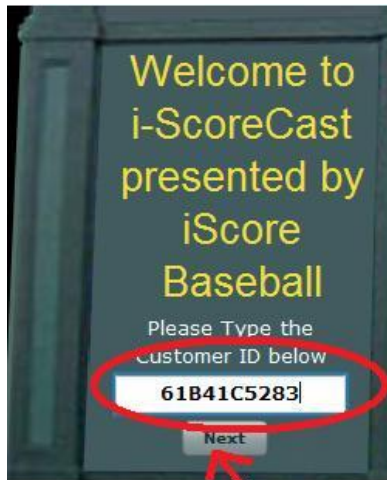 Welcome to
i-ScoreCast
presented by
iScore
Baseball
Please Type the
Customer ID below
61B41C5283
Next